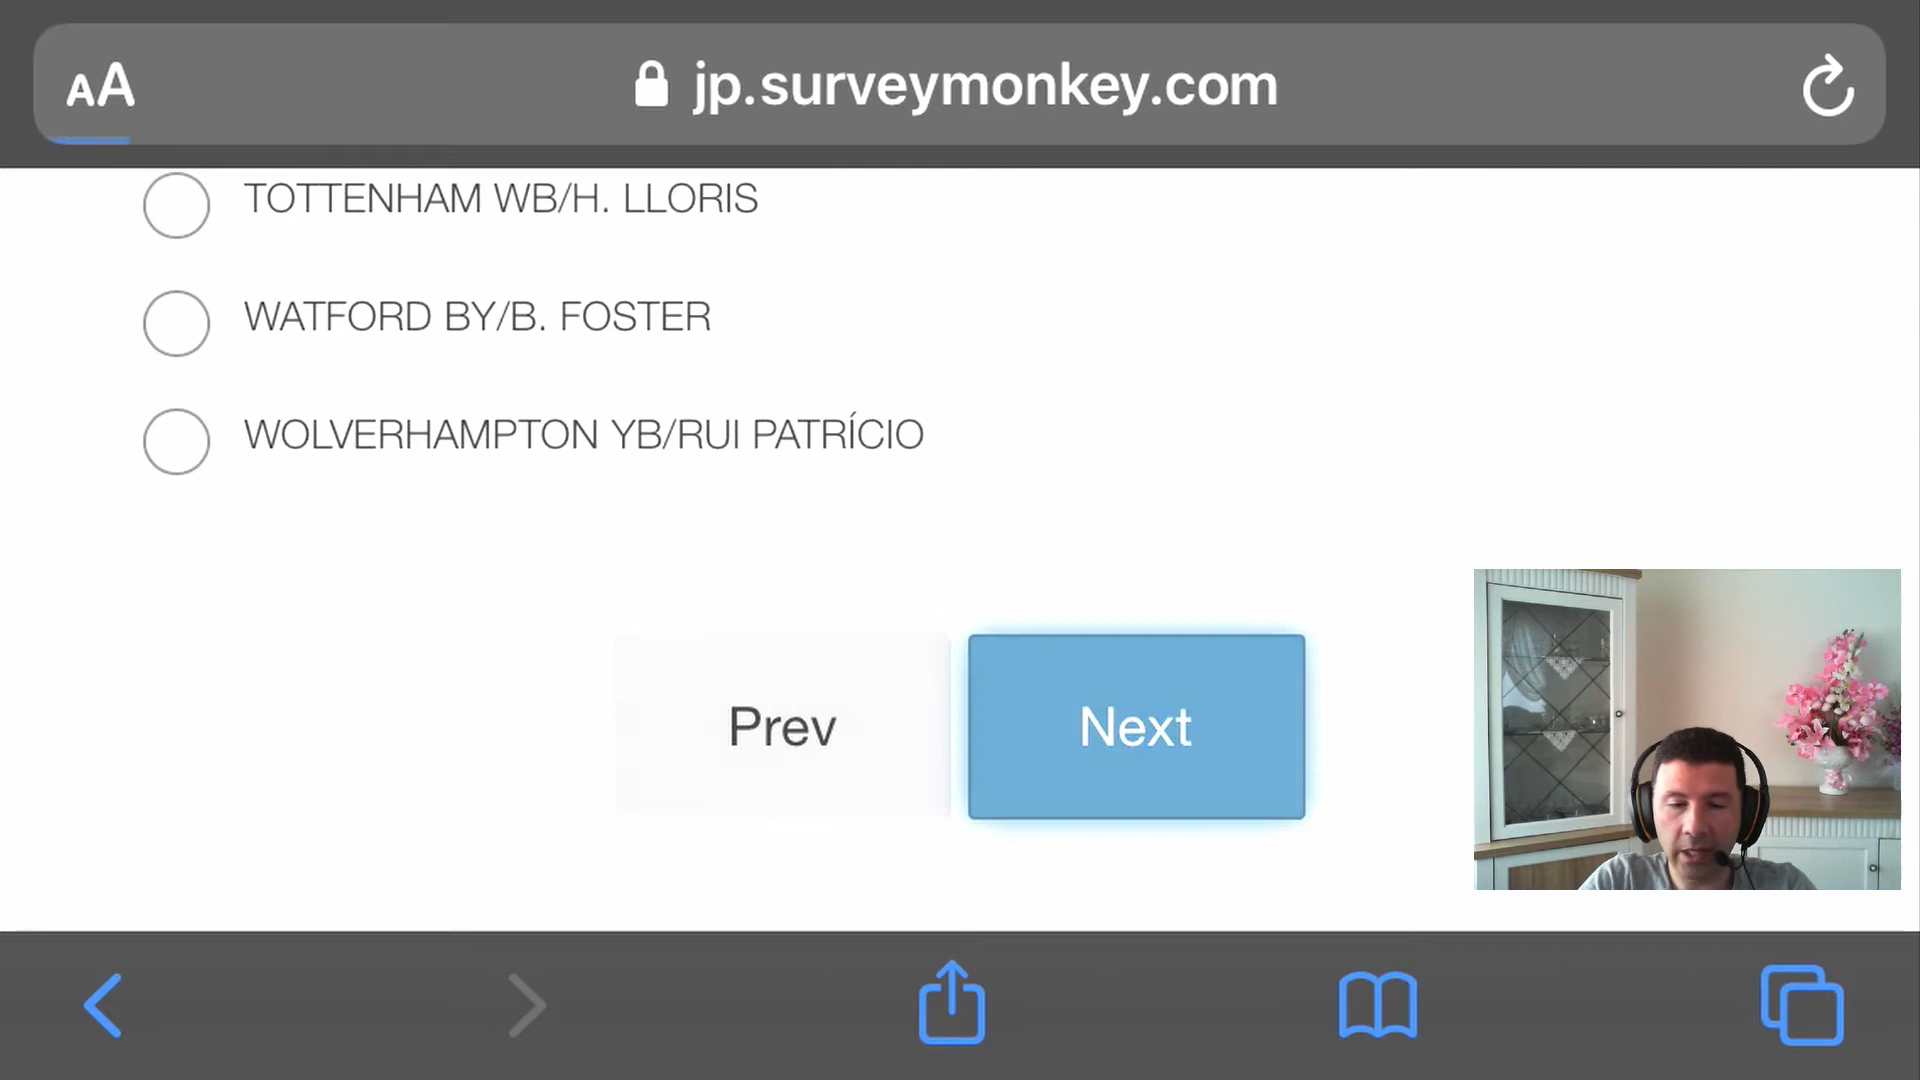 AA
jp.surveymonkey.com
TOTTENHAM WB/H. LLORIS
WATFORD BY/B. FOSTER
WOLVERHAMPTON YB/RUI PATRÍCIO
Prev
Next